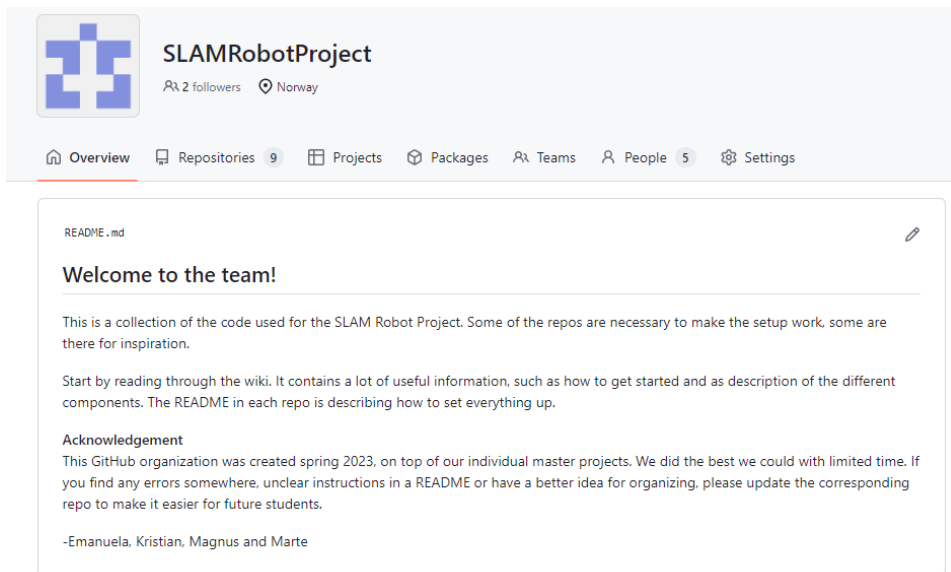 SLAMRobotProject
2 followers Norway
Overview Repositories 9 Projects Packages Teams People 5 Settings
README.md
Welcome to the team!
This is a collection of the code used for the SLAM Robot Project. Some of the repos are necessary to make the setup work, some are
there for inspiration.
Start by reading through the wiki. It contains a lot of useful information, such as how to get started and as description of the different
components. The README in each repo is describing how to set everything up.
Acknowledgement
This GitHub organization was created spring 2023, on top of our individual master projects. We did the best we could with limited time. If
you find any errors somewhere, unclear instructions in a README or have a better idea for organizing, please update the corresponding
repo to make it easier for future students.
-Emanuela, Kristian, Magnus and Marte